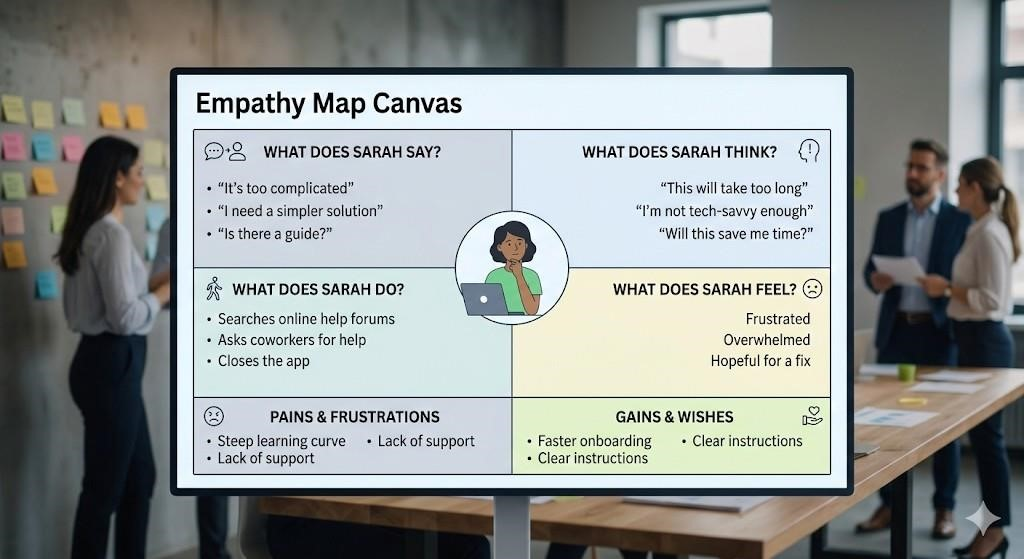 Empathy Map Canvas
WHAT DOES SARAH SAY?
• “It’s too complicated”
• “I need a simpler solution”
• “Is there a guide?”
WHAT DOES SARAH THINK?
“This will take too long”
“I’m not tech-savvy enough”
“Will this save me time?”
WHAT DOES SARAH DO?
• Searches online help forums
• Asks coworkers for help
• Closes the app
WHAT DOES SARAH FEEL?
Frustrated
Overwhelmed
Hopeful for a fix
PAINS & FRUSTRATIONS
• Steep learning curve • Lack of support
• Lack of support
GAINS & WISHES
• Faster onboarding • Clear instructions
• Clear instructions